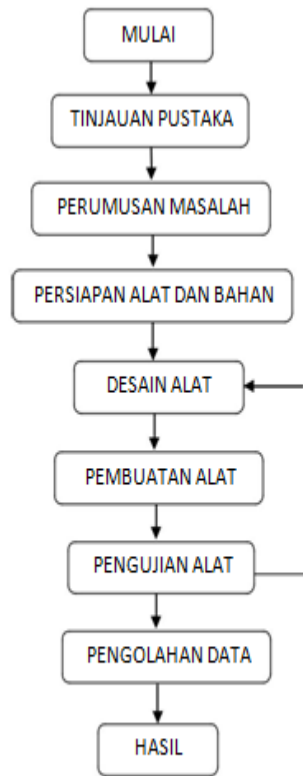 MULAI
TINJAUAN PUSTAKA
PERUMUSAN MASALAH
PERSIAPAN ALAT DAN BAHAN
DESAIN ALAT
PEMBUATAN ALAT
PENGUJIAN ALAT
PENGOLAHAN DATA
HASIL